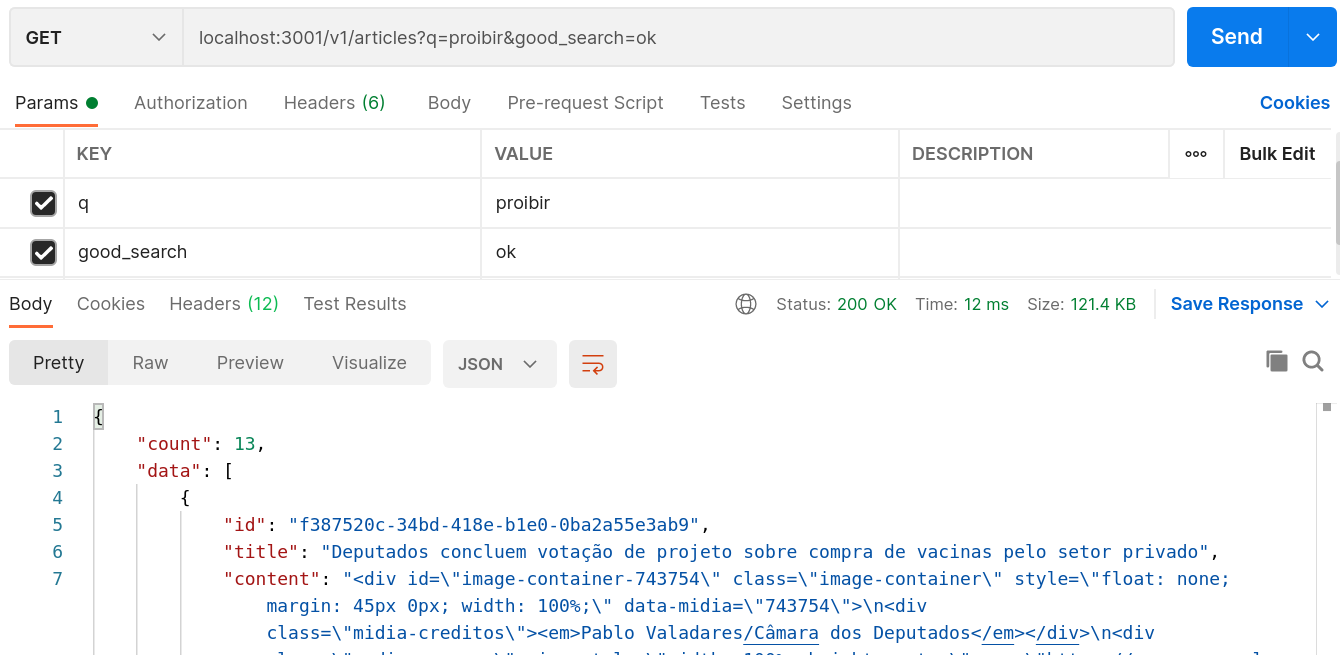 GET localhost:3001/v1/articles?q=proibir&good_search=ok Send
Params Authorization Headers (6) Body Pre-request Script Tests Settings Cookies
KEY VALUE DESCRIPTION ooo Bulk Edit
q proibir
good_search ok
Body Cookies Headers (12) Test Results Status: 200 OK Time: 12 ms Size: 121.4 KB Save Response
Pretty Raw Preview Visualize JSON
1 {
2 "count": 13,
3 "data": [
4 {
5 "id": "f387520c-34bd-418e-b1e0-0ba2a55e3ab9",
6 "title": "Deputados concluem votação de projeto sobre compra de vacinas pelo setor privado",
7 "content": "<div id=\"image-container-743754\" class=\"image-container\" style=\"float: none;
margin: 45px 0px; width: 100%;\" data-midia=\"743754\">\n<div
class=\"midia-creditos\"><em>Pablo Valadares/Câmara dos Deputados</em></div>\n<div